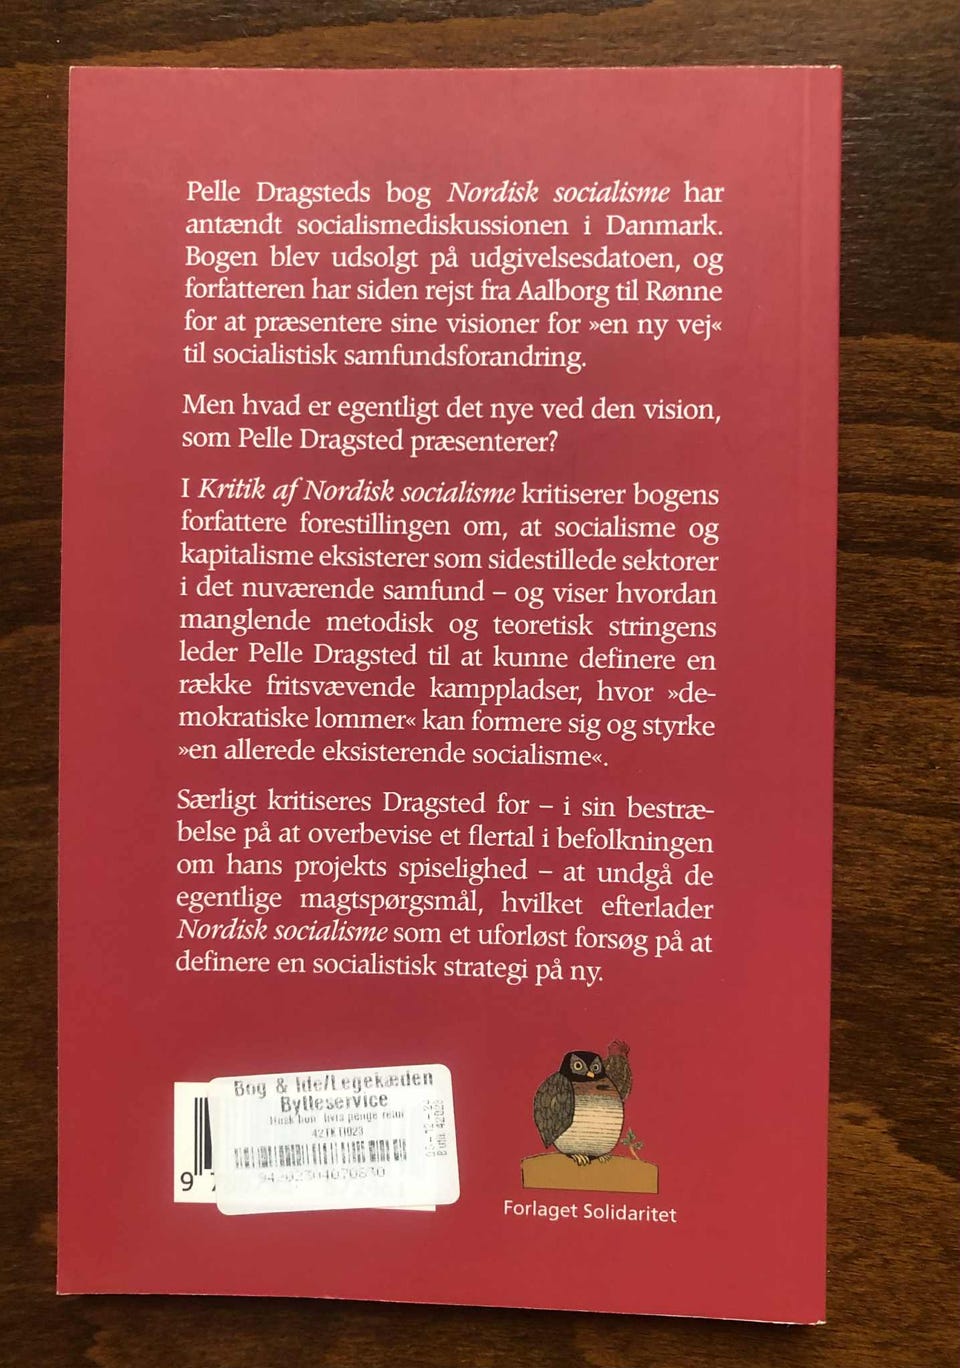 Pelle Dragsteds bog Nordisk socialisme har
antændt socialismediskussionen i Danmark.
Bogen blev udsolgt på udgivelsesdatoen, og
forfatteren har siden rejst fra Aalborg til Rønne
for at præsentere sine visioner for »en ny vej«
til socialistisk samfundsforandring.
Men hvad er egentligt det nye ved den vision,
som Pelle Dragsted præsenterer?
I Kritik af Nordisk socialisme kritiserer bogens
forfattere forestillingen om, at socialisme og
kapitalisme eksisterer som sidestillede sektorer
i det nuværende samfund – og viser hvordan
manglende metodisk og teoretisk stringens
leder Pelle Dragsted til at kunne definere en
række fritsvævende kamppladser, hvor »de-
mokratiske lommer« kan formere sig og styrke
»en allerede eksisterende socialisme«.
Særligt kritiseres Dragsted for – i sin bestræ-
belse på at overbevise et flertal i befolkningen
om hans projekts spiselighed – at undgå de
egentlige magtspørgsmål, hvilket efterlader
Nordisk socialisme som et uforløst forsøg på at
definere en socialistisk strategi på ny.
Bog & Ide/Legekæden
Bytteservice
Husk bon hvis penge retur
9
Forlaget Solidaritet